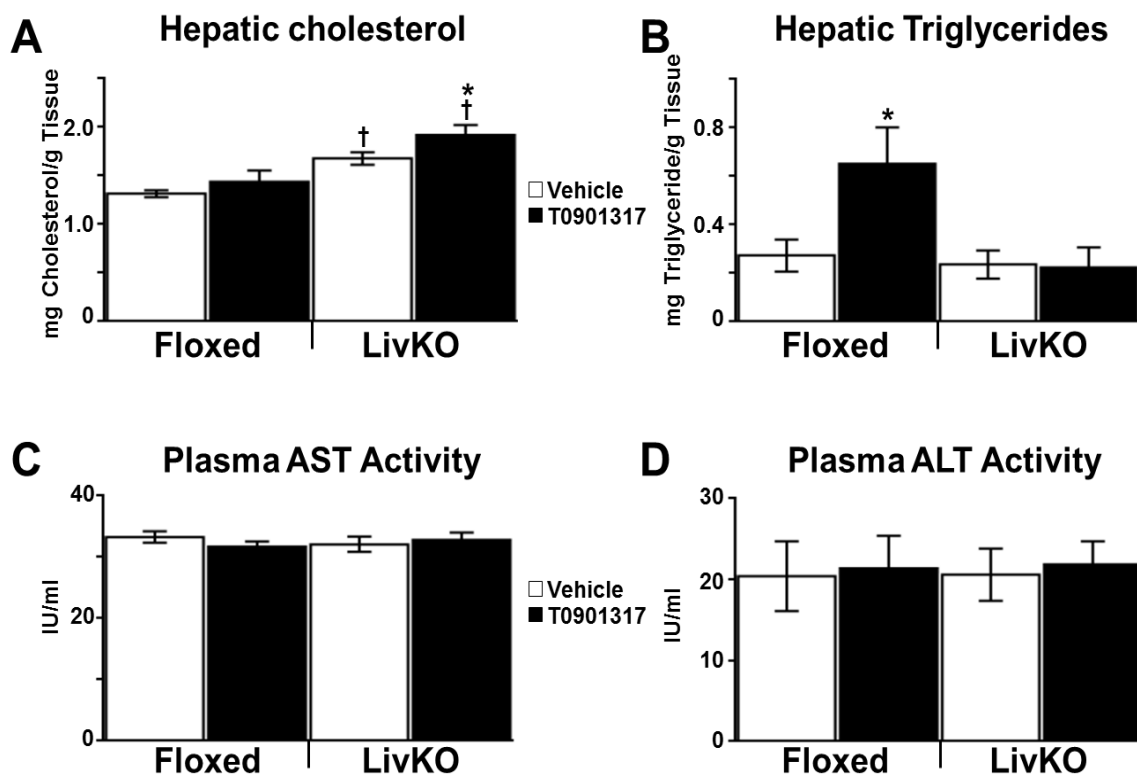 A
Hepatic cholesterol
mg Cholesterol/g Tissue
2.0
1.0
0
*
†
†
Floxed
LivKO
Vehicle
T0901317
B
Hepatic Triglycerides
mg Triglyceride/g Tissue
0.8
0.4
0
*
Floxed
LivKO
C
Plasma AST Activity
IU/ml
40
20
0
Floxed
LivKO
Vehicle
T0901317
D
Plasma ALT Activity
IU/ml
30
20
10
0
Floxed
LivKO